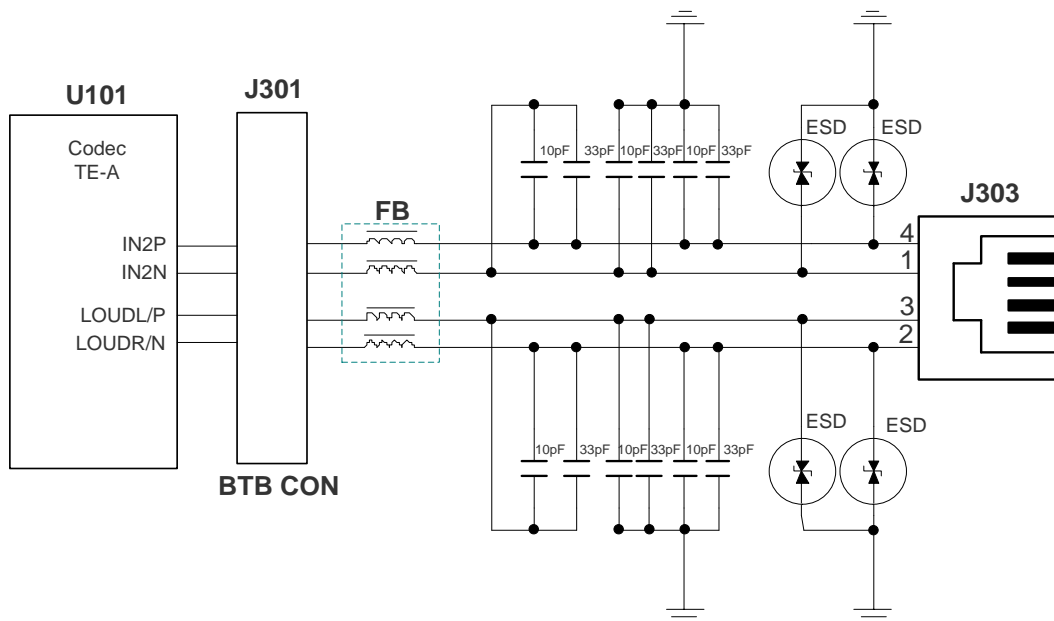 U101
J301
Codec
TE-A
IN2P
IN2N
LOUDL/P
LOUDR/N
BTB CON
FB
10pF 33pF 10pF 33pF 10pF 33pF
ESD ESD
J303
4
1
3
2
10pF 33pF 10pF 33pF 10pF 33pF
ESD ESD